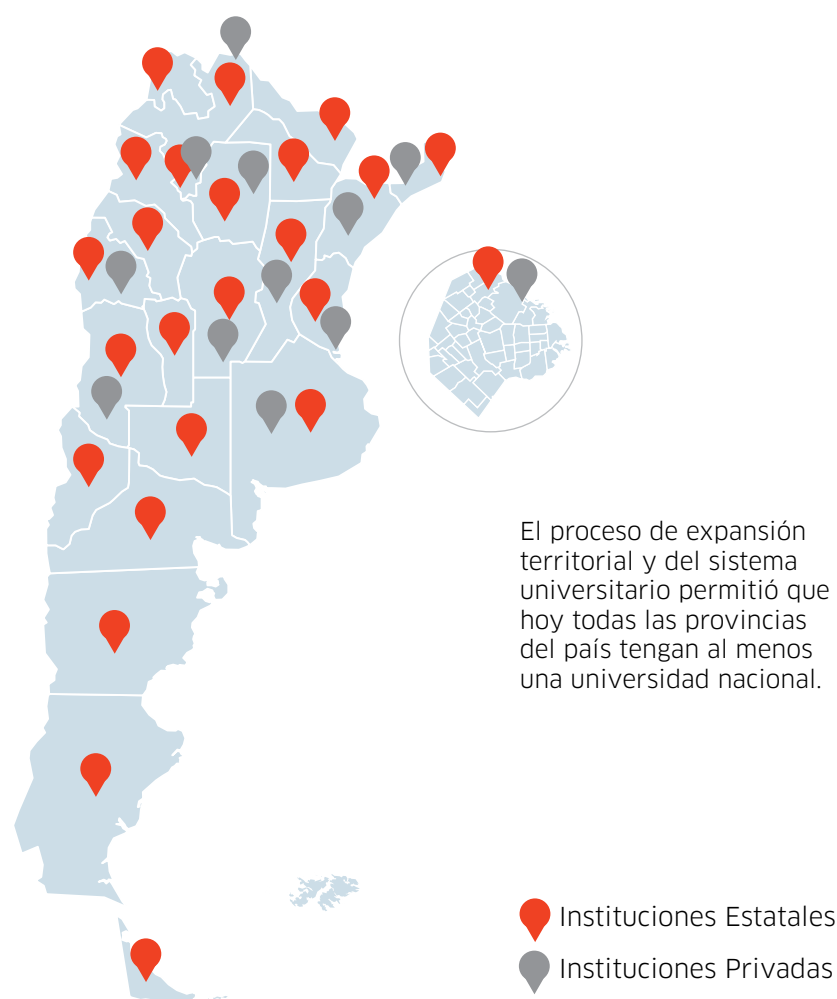 El proceso de expansión
territorial y del sistema
universitario permitió que
hoy todas las provincias
del país tengan al menos
una universidad nacional.
Instituciones Estatales
Instituciones Privadas